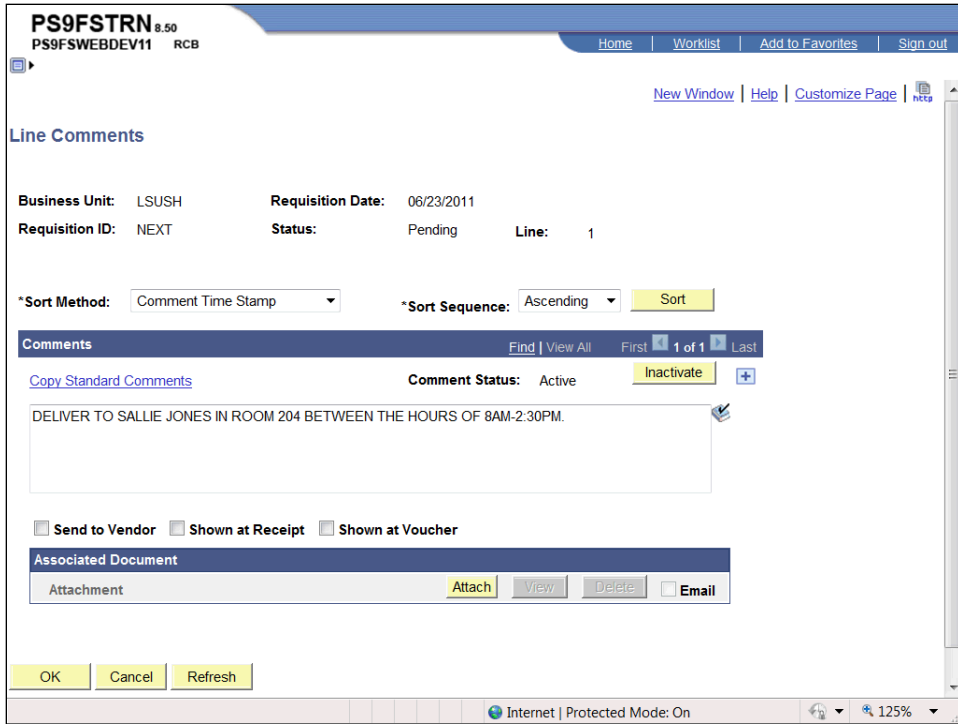 PS9FSTRN 8.50
PS9FSWEBDEV11 RCB
Home | Worklist | Add to Favorites | Sign out
New Window | Help | Customize Page | http
Line Comments
Business Unit: LSUSH Requisition Date: 06/23/2011
Requisition ID: NEXT Status: Pending Line: 1
*Sort Method: Comment Time Stamp *Sort Sequence: Ascending Sort
Comments Find | View All First 1 of 1 Last
Copy Standard Comments Comment Status: Active Inactivate
DELIVER TO SALLIE JONES IN ROOM 204 BETWEEN THE HOURS OF 8AM-2:30PM.
Send to Vendor Shown at Receipt Shown at Voucher
Associated Document
Attachment Attach View Delete Email
OK Cancel Refresh
Internet | Protected Mode: On 125%